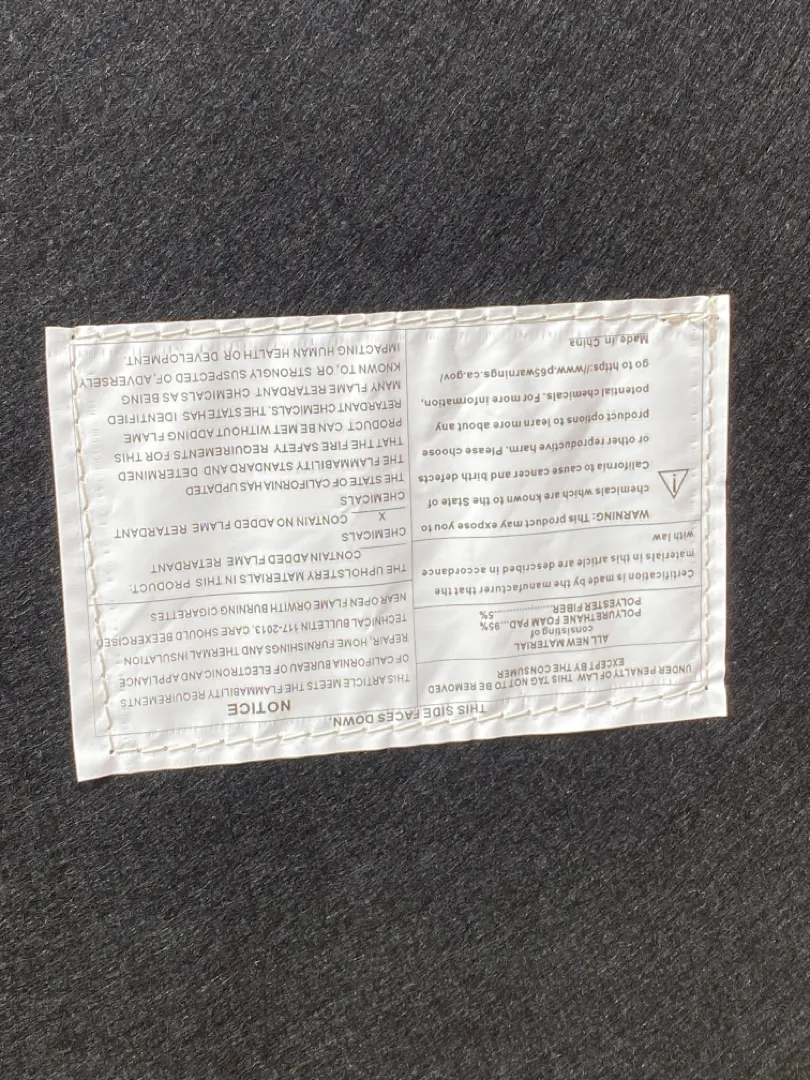 THIS SIDE FACES DOWN.
UNDER PENALTY OF LAW THIS TAG NOT TO BE REMOVED
EXCEPT BY THE CONSUMER
ALL NEW MATERIAL
consisting of
POLYURETHANE FOAM PAD...95%
POLYESTER FIBER....................5%
Certification is made by the manufacturer that the
materials in this article are described in accordance
with law
WARNING: This product may expose you to
chemicals which are known to the State of
California to cause cancer and birth defects
or other reproductive harm. Please choose
product options to learn more about any
potential chemicals. For more information,
go to https://www.p65warnings.ca.gov/
Made in China
NOTICE
THIS ARTICLE MEETS THE FLAMMABILITY REQUIREMENTS
OF CALIFORNIA BUREAU OF ELECTRONIC AND APPLIANCE
REPAIR, HOME FURNISHINGS AND THERMAL INSULATION
TECHNICAL BULLETIN 117-2013. CARE SHOULD BE EXERCISED
NEAR OPEN FLAME OR WITH BURNING CIGARETTES
THE UPHOLSTERY MATERIALS IN THIS PRODUCT:
______CONTAIN ADDED FLAME RETARDANT
CHEMICALS
___X___CONTAIN NO ADDED FLAME RETARDANT
CHEMICALS
THE STATE OF CALIFORNIA HAS UPDATED
THE FLAMMABILITY STANDARD AND DETERMINED
THAT THE FIRE SAFETY REQUIREMENTS FOR THIS
PRODUCT CAN BE MET WITHOUT ADDING FLAME
RETARDANT CHEMICALS. THE STATE HAS IDENTIFIED
MANY FLAME RETARDANT CHEMICALS AS BEING
KNOWN TO, OR STRONGLY SUSPECTED OF, ADVERSELY
IMPACTING HUMAN HEALTH OR DEVELOPMENT.